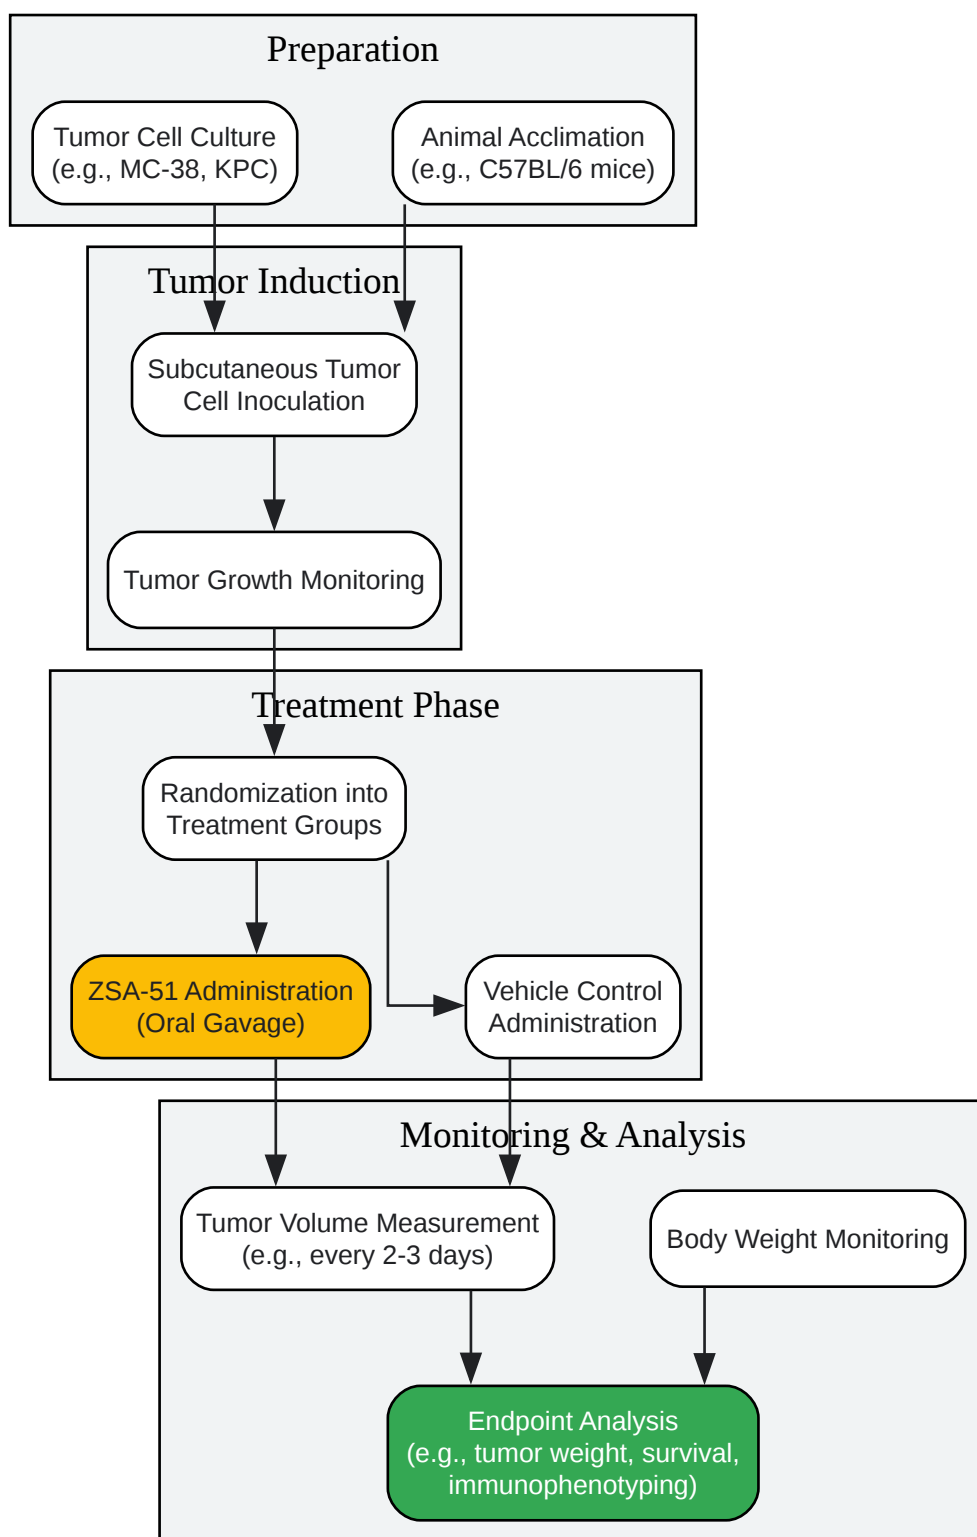 Preparation
Tumor Cell Culture
(e.g., MC-38, KPC)
Animal Acclimation
(e.g., C57BL/6 mice)
Tumor Induction
Subcutaneous Tumor
Cell Inoculation
Tumor Growth Monitoring
Treatment Phase
Randomization into
Treatment Groups
ZSA-51 Administration
(Oral Gavage)
Vehicle Control
Administration
Monitoring & Analysis
Tumor Volume Measurement
(e.g., every 2-3 days)
Body Weight Monitoring
Endpoint Analysis
(e.g., tumor weight, survival,
immunophenotyping)